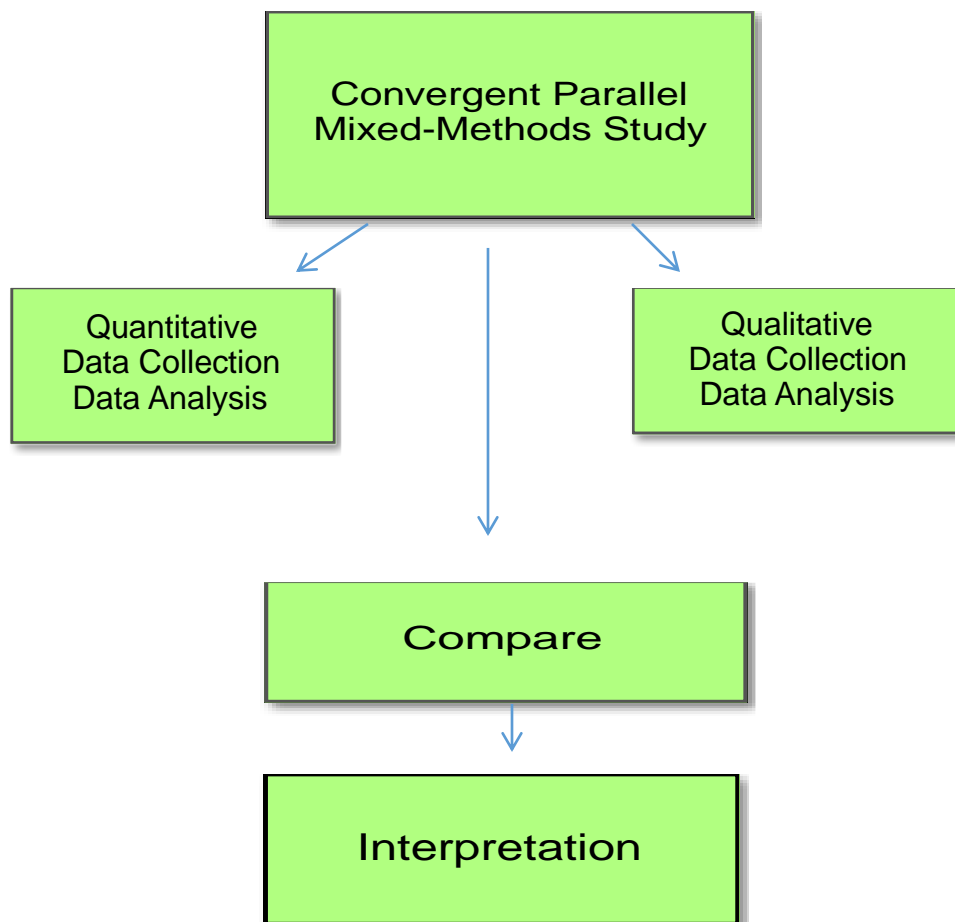 Convergent Parallel
Mixed-Methods Study
Quantitative
Data Collection
Data Analysis
Qualitative
Data Collection
Data Analysis
Compare
Interpretation